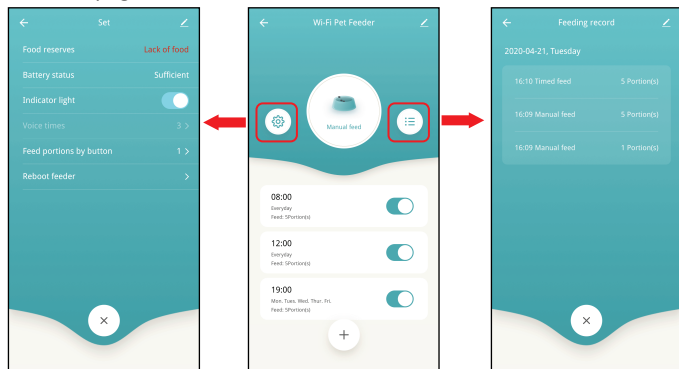 Set
Food reserves Lack of food
Battery status Sufficient
Indicator light
Voice times 3 >
Feed portions by button 1 >
Reboot feeder >
Wi-Fi Pet Feeder
Manual feed
08:00
Everyday
Feed: 5Portion(s)
12:00
Everyday
Feed: 5Portion(s)
19:00
Mon, Tues, Wed, Thur, Fri,
Feed: 5Portion(s)
Feeding record
2020-04-21, Tuesday
16:10 Timed feed 5 Portion(s)
16:09 Manual feed 5 Portion(s)
16:09 Manual feed 1 Portion(s)